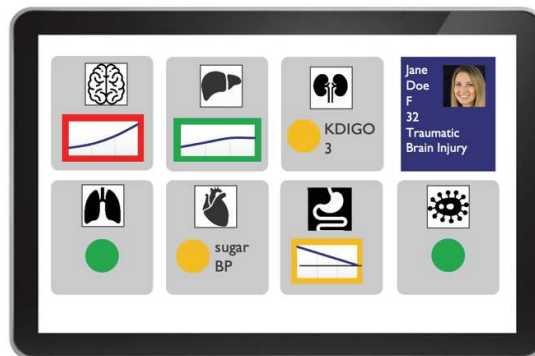 KDIGO
3
Jane
Doe
F
32
Traumatic
Brain Injury
sugar
BP